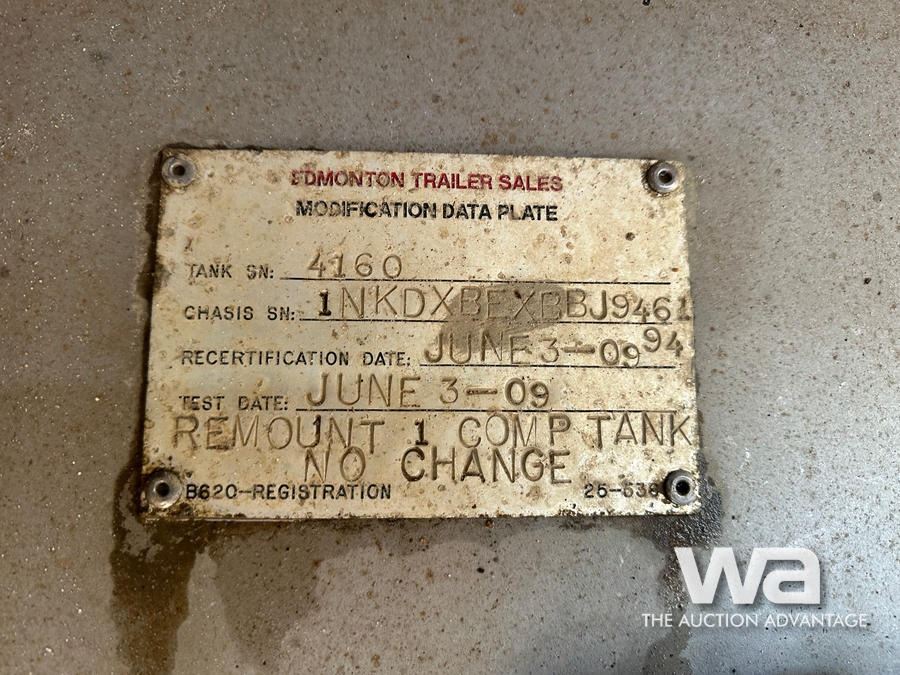 EDMONTON TRAILER SALES
MODIFICATION DATA PLATE
TANK SN: 4160
CHASIS SN: 1NKDXBEXBBJ9461
94
RECERTIFICATION DATE: JUNE 3-09
TEST DATE: JUNE 3-09
REMOUNT 1 COMP TANK
NO CHANGE
B620-REGISTRATION
wa
THE AUCTION ADVANTAGE